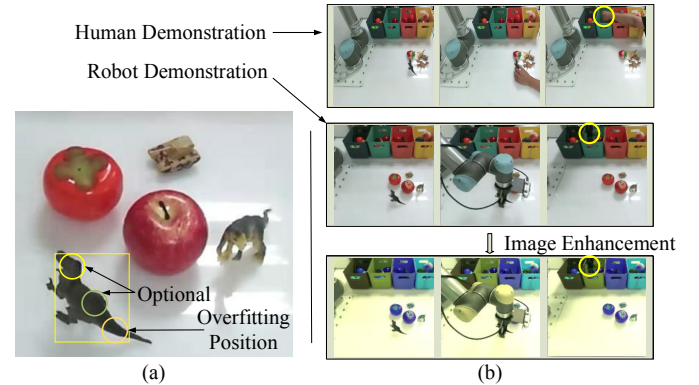 Human Demonstration
Robot Demonstration
Image Enhancement
Optional
Overfitting
Position
(a)
(b)